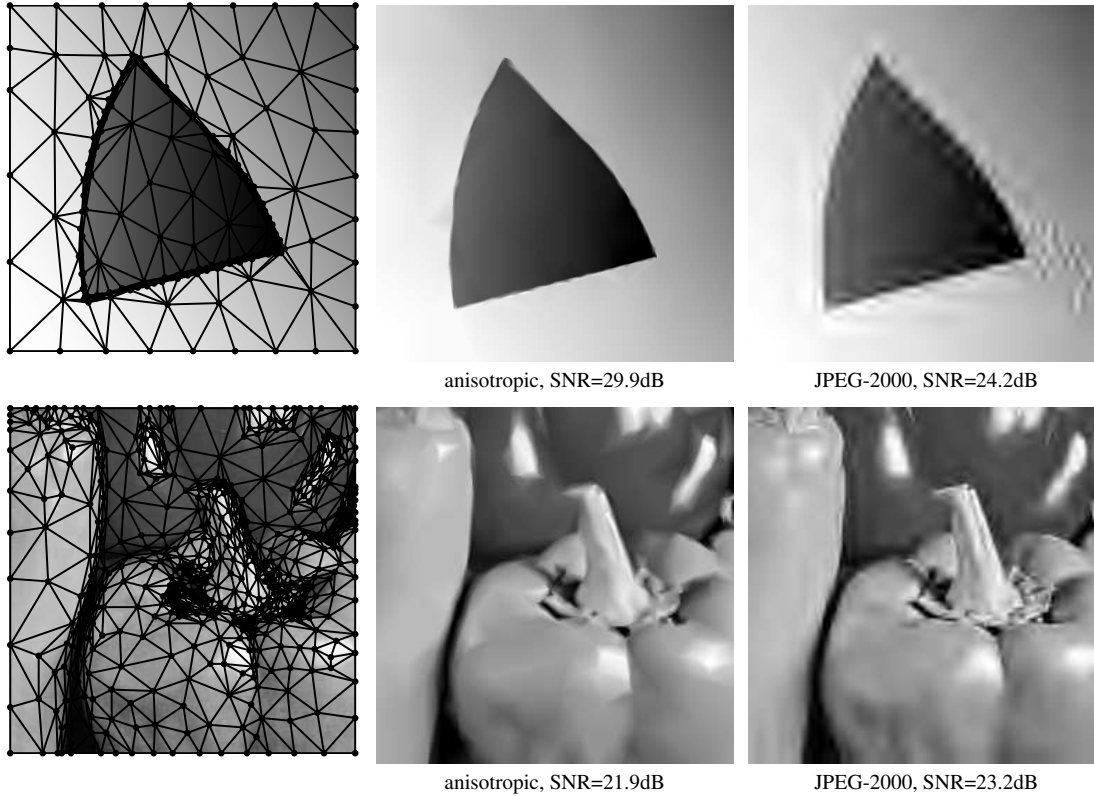 anisotropic, SNR=29.9dB
JPEG-2000, SNR=24.2dB
anisotropic, SNR=21.9dB
JPEG-2000, SNR=23.2dB